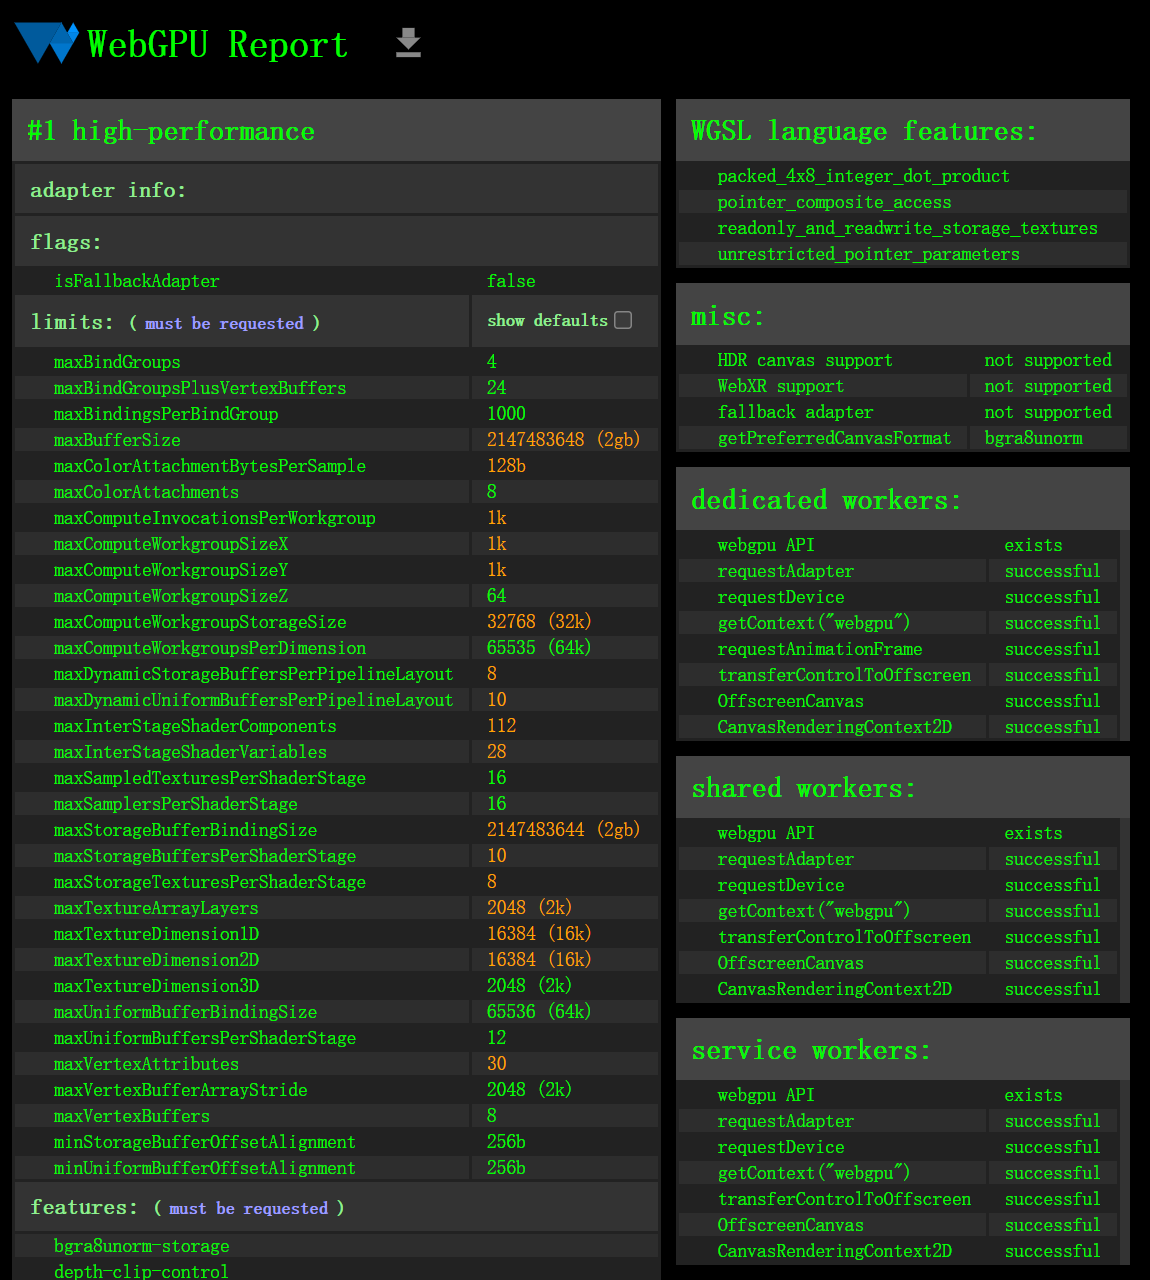 WebGPU Report
#1 high-performance
adapter info:
flags:
isFallbackAdapter false
limits: ( must be requested ) show defaults
maxBindGroups 4
maxBindGroupsPlusVertexBuffers 24
maxBindingsPerBindGroup 1000
maxBufferSize 2147483648 (2gb)
maxColorAttachmentBytesPerSample 128b
maxColorAttachments 8
maxComputeInvocationsPerWorkgroup 1k
maxComputeWorkgroupSizeX 1k
maxComputeWorkgroupSizeY 1k
maxComputeWorkgroupSizeZ 64
maxComputeWorkgroupStorageSize 32768 (32k)
maxComputeWorkgroupsPerDimension 65535 (64k)
maxDynamicStorageBuffersPerPipelineLayout 8
maxDynamicUniformBuffersPerPipelineLayout 10
maxInterStageShaderComponents 112
maxInterStageShaderVariables 28
maxSampledTexturesPerShaderStage 16
maxSamplersPerShaderStage 16
maxStorageBufferBindingSize 2147483644 (2gb)
maxStorageBuffersPerShaderStage 10
maxStorageTexturesPerShaderStage 8
maxTextureArrayLayers 2048 (2k)
maxTextureDimension1D 16384 (16k)
maxTextureDimension2D 16384 (16k)
maxTextureDimension3D 2048 (2k)
maxUniformBufferBindingSize 65536 (64k)
maxUniformBuffersPerShaderStage 12
maxVertexAttributes 30
maxVertexBufferArrayStride 2048 (2k)
maxVertexBuffers 8
minStorageBufferOffsetAlignment 256b
minUniformBufferOffsetAlignment 256b
features: ( must be requested )
bgra8unorm-storage
depth-clip-control
WGSL language features:
packed_4x8_integer_dot_product
pointer_composite_access
readonly_and_readwrite_storage_textures
unrestricted_pointer_parameters
misc:
HDR canvas support not supported
WebXR support not supported
fallback adapter not supported
getPreferredCanvasFormat bgra8unorm
dedicated workers:
webgpu API exists
requestAdapter successful
requestDevice successful
getContext("webgpu") successful
requestAnimationFrame successful
transferControlToOffscreen successful
OffscreenCanvas successful
CanvasRenderingContext2D successful
shared workers:
webgpu API exists
requestAdapter successful
requestDevice successful
getContext("webgpu") successful
transferControlToOffscreen successful
OffscreenCanvas successful
CanvasRenderingContext2D successful
service workers:
webgpu API exists
requestAdapter successful
requestDevice successful
getContext("webgpu") successful
transferControlToOffscreen successful
OffscreenCanvas successful
CanvasRenderingContext2D successful